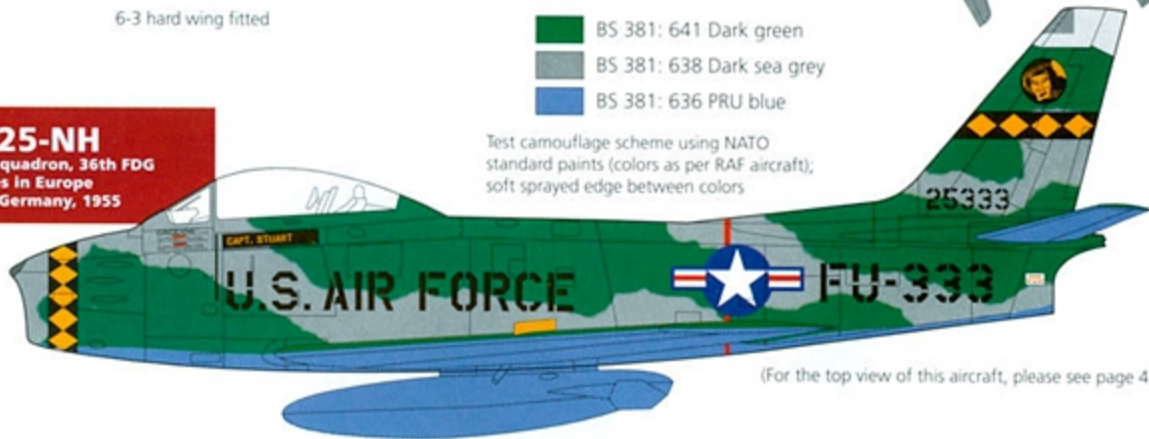 6-3 hard wing fitted
BS 381: 641 Dark green
BS 381: 638 Dark sea grey
BS 381: 636 PRU blue
Test camouflage scheme using NATO
standard paints (colors as per RAF aircraft);
soft sprayed edge between colors
25-NH
quadron, 36th FDG
s in Europe
Germany, 1955
25333
CAPT. STUART
U.S. AIR FORCE
FU-333
(For the top view of this aircraft, please see page 4